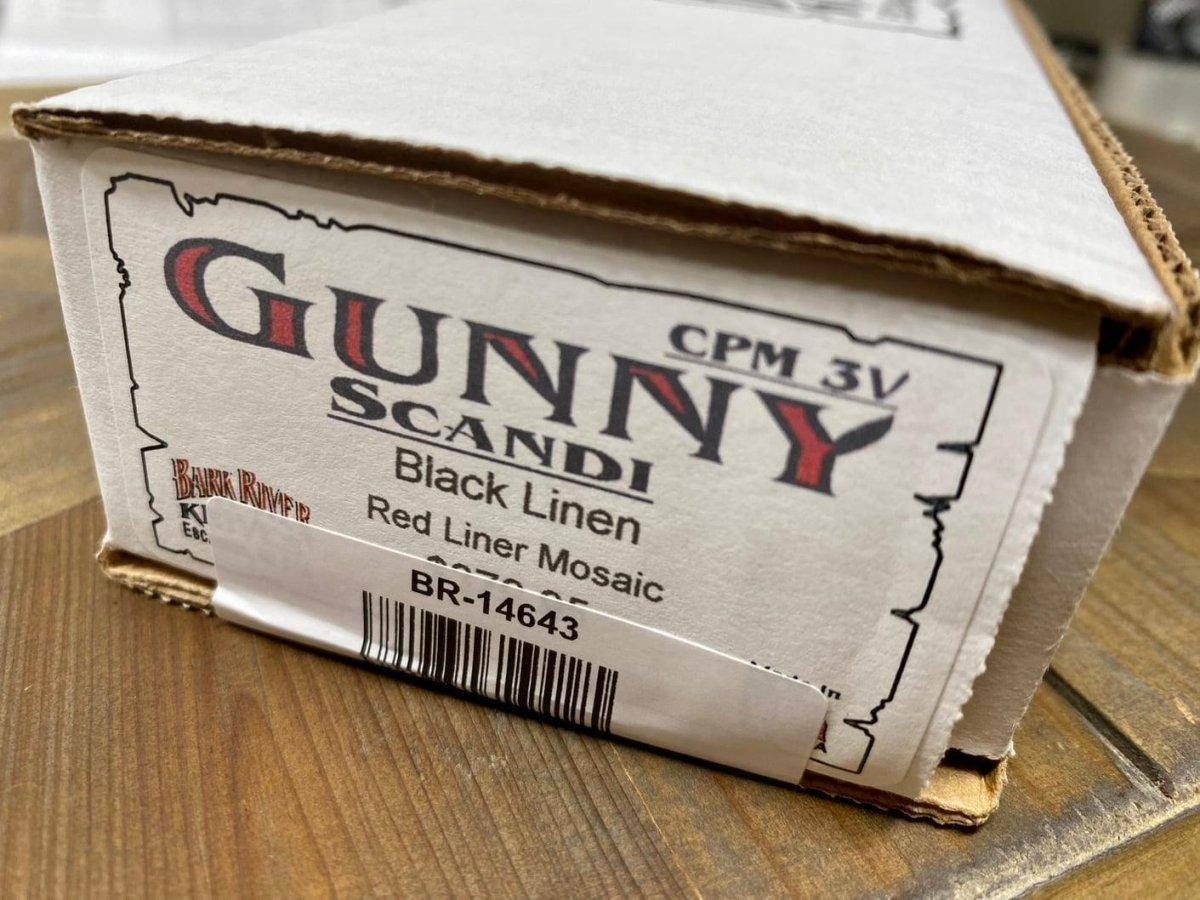 GUNNY
CPM 3V
SCANDI
Black Linen
Red Liner Mosaic
BARK RIVER
BR-14643